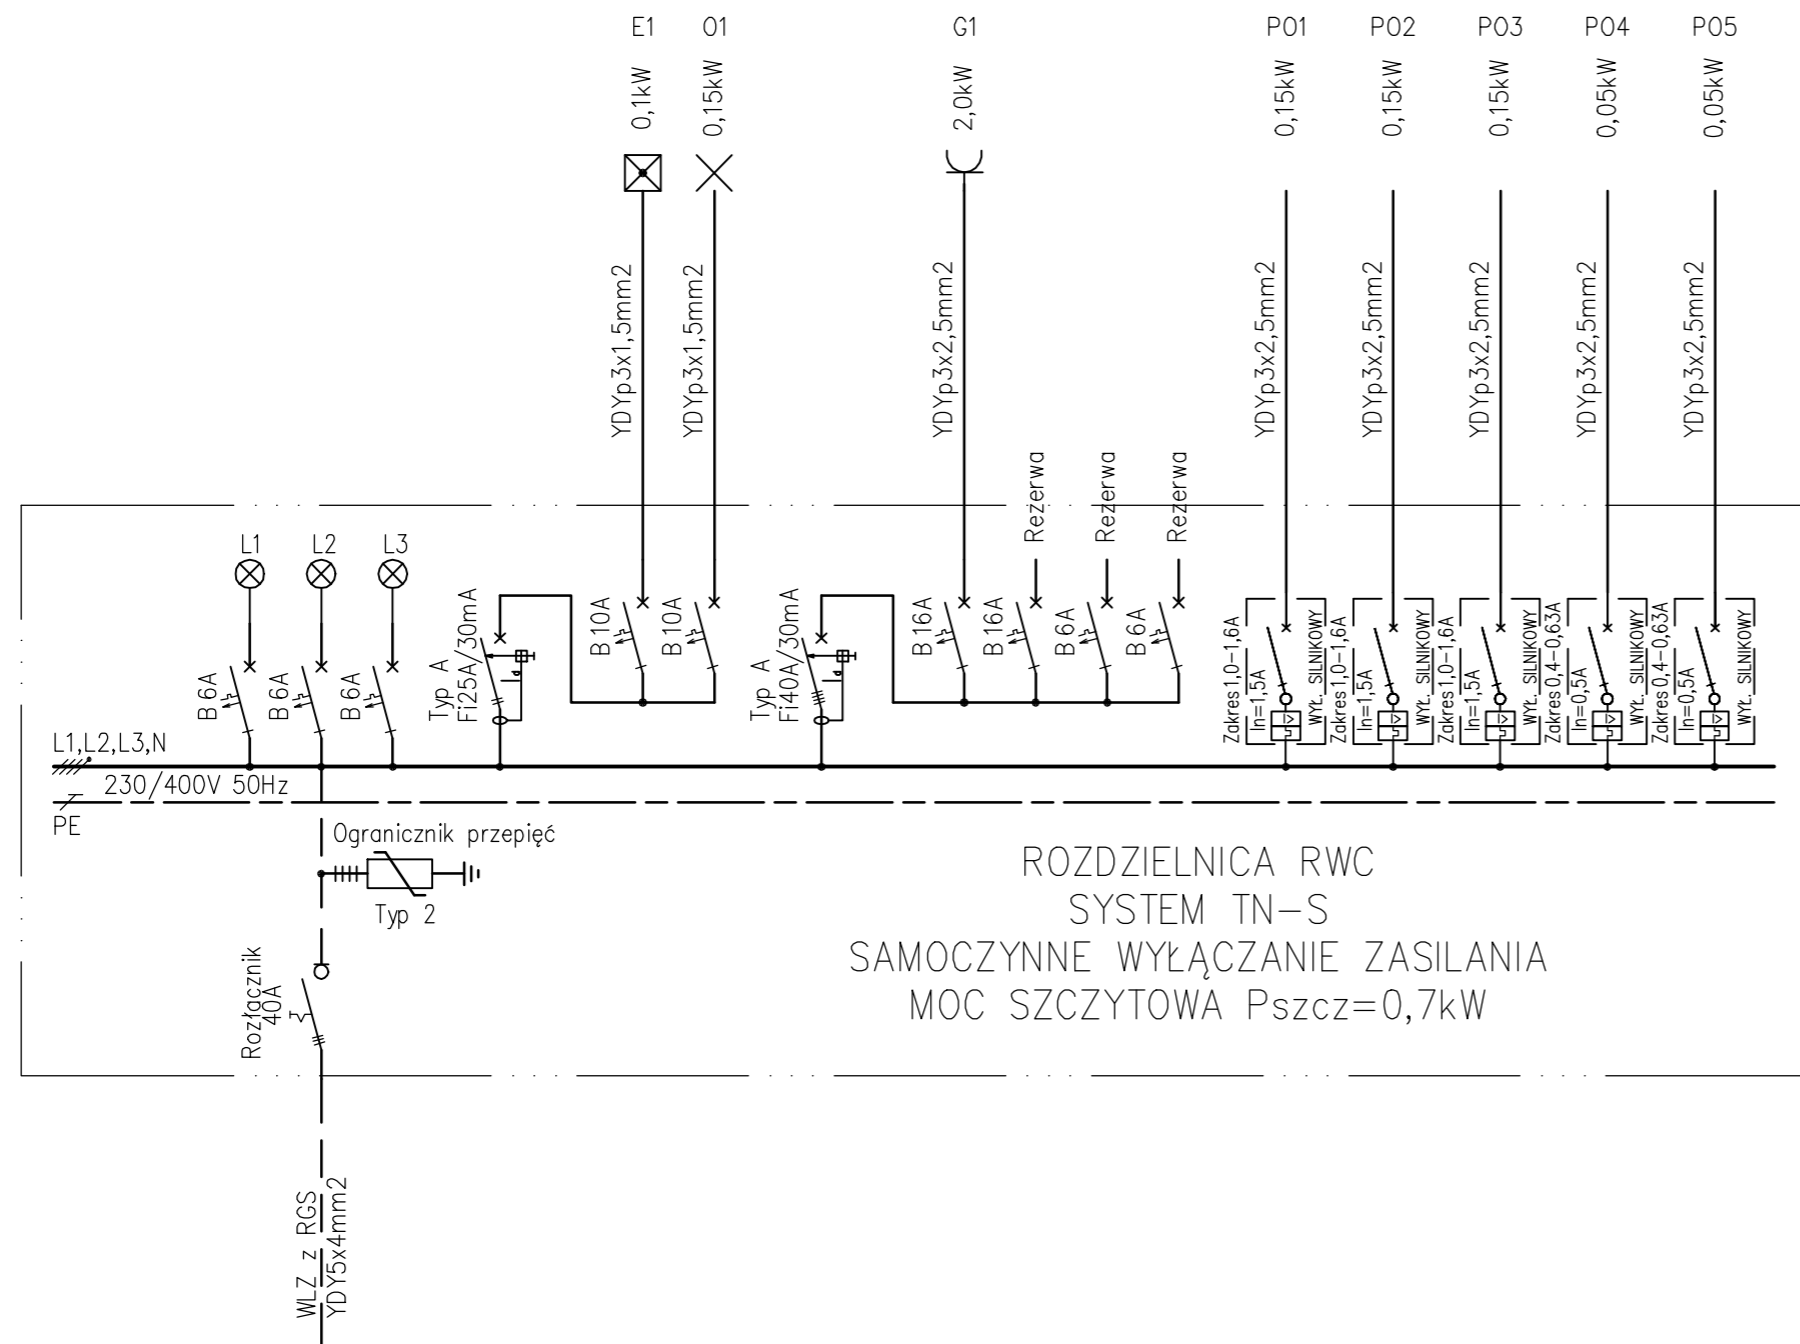 E1
O1
G1
PO1
PO2
PO3
PO4
PO5
0,1kW
0,15kW
2,0kW
0,15kW
0,15kW
0,15kW
0,05kW
0,05kW
YDYp3x1,5mm2
YDYp3x1,5mm2
YDYp3x2,5mm2
YDYp3x2,5mm2
YDYp3x2,5mm2
YDYp3x2,5mm2
YDYp3x2,5mm2
YDYp3x2,5mm2
Rezerwa
Rezerwa
Rezerwa
L1
L2
L3
B 6A
B 6A
B 6A
Typ A
Fi25A/30mA
B 10A
B 10A
Typ A
Fi40A/30mA
B 16A
B 16A
B 6A
B 6A
Zakres 1,0-1,6A
In=1,5A
WYŁ. SILNIKOWY
Zakres 1,0-1,6A
In=1,5A
WYŁ. SILNIKOWY
Zakres 1,0-1,6A
In=1,5A
WYŁ. SILNIKOWY
Zakres 0,4-0,63A
In=0,5A
WYŁ. SILNIKOWY
Zakres 0,4-0,63A
In=0,5A
WYŁ. SILNIKOWY
L1,L2,L3,N
230/400V 50Hz
PE
Ogranicznik przepięć
Typ 2
Rozłącznik
40A
ROZDZIELNICA RWC
SYSTEM TN-S
SAMOCZYNNE WYŁĄCZANIE ZASILANIA
MOC SZCZYTOWA Pszcz=0,7kW
WLZ z RGS
YDY5x4mm2